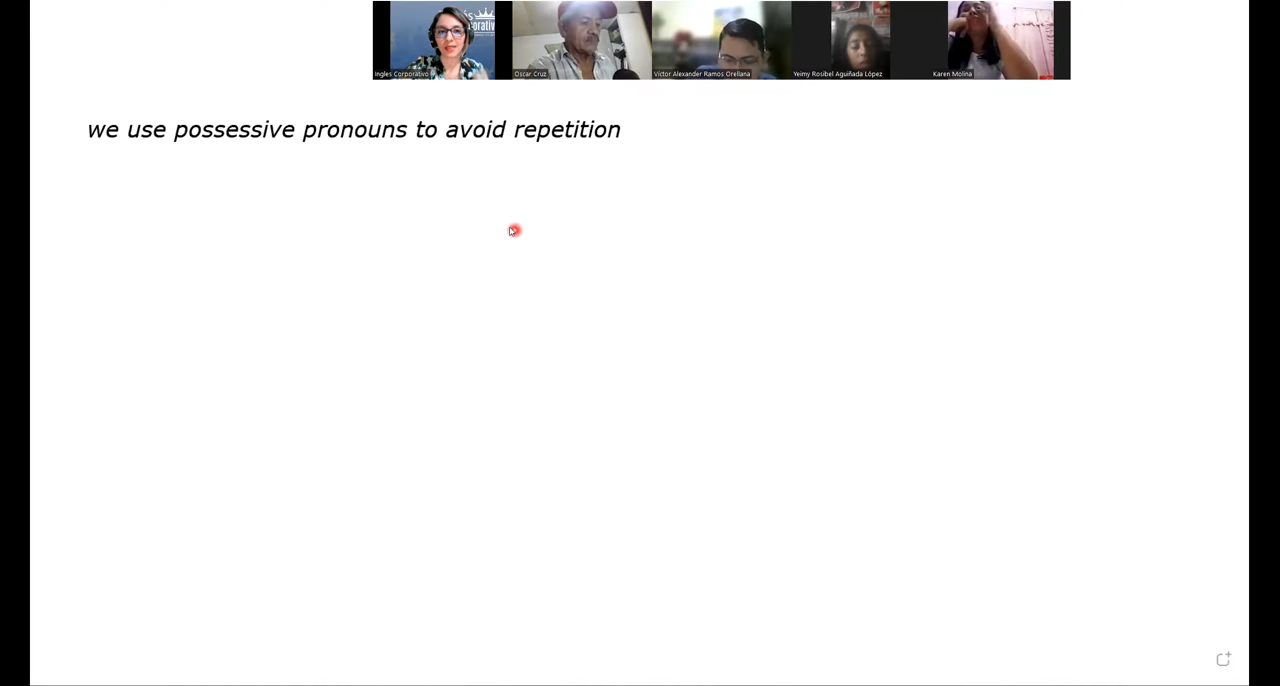 Ingles Corporativo
Oscar Cruz
Víctor Alexander Ramos Orellana
Yeimy Rosibel Aguiñada López
Karen Molina
we use possessive pronouns to avoid repetition